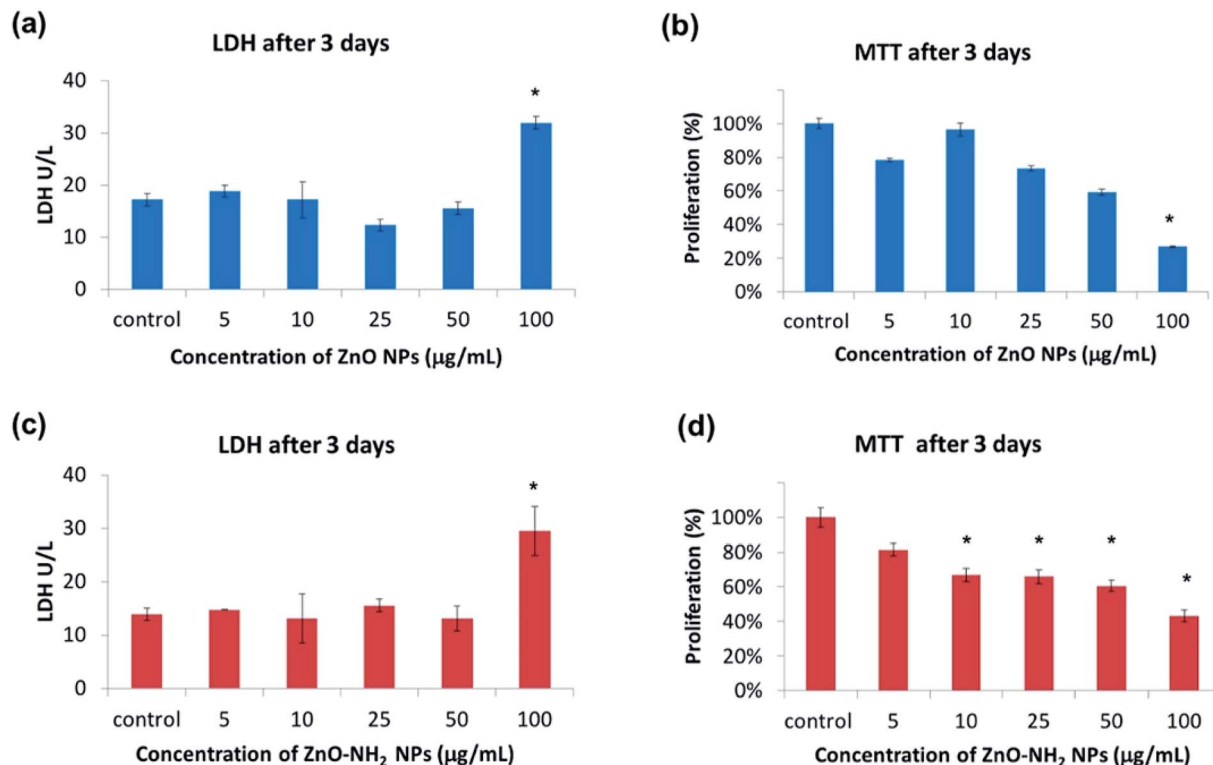 (a)
LDH after 3 days
LDH U/L
40
30
20
10
0
*
control 5 10 25 50 100
Concentration of ZnO NPs (μg/mL)
(b)
MTT after 3 days
Proliferation (%)
100%
80%
60%
40%
20%
0%
*
control 5 10 25 50 100
Concentration of ZnO NPs (μg/mL)
(c)
LDH after 3 days
LDH U/L
40
30
20
10
0
*
control 5 10 25 50 100
Concentration of ZnO-NH₂ NPs (μg/mL)
(d)
MTT after 3 days
Proliferation (%)
100%
80%
60%
40%
20%
0%
* * * *
control 5 10 25 50 100
Concentration of ZnO-NH₂ NPs (μg/mL)